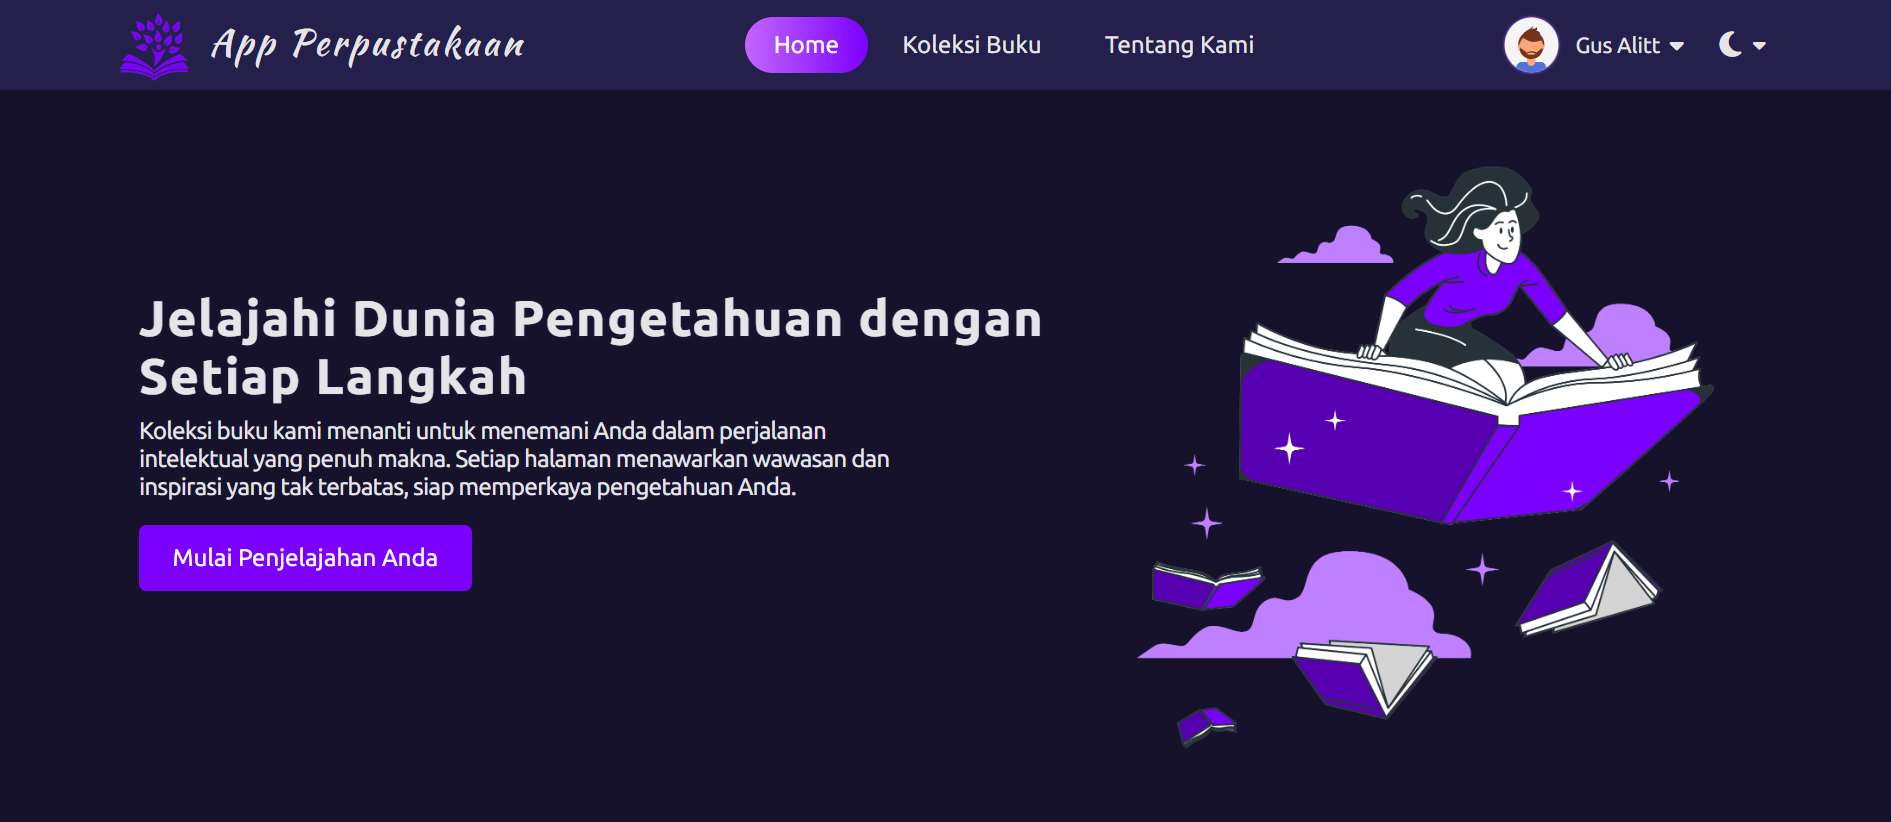 App Perpustakaan
Home
Koleksi Buku
Tentang Kami
Gus Alitt
Jelajahi Dunia Pengetahuan dengan
Setiap Langkah
Koleksi buku kami menanti untuk menemani Anda dalam perjalanan
intelektual yang penuh makna. Setiap halaman menawarkan wawasan dan
inspirasi yang tak terbatas, siap memperkaya pengetahuan Anda.
Mulai Penjelajahan Anda